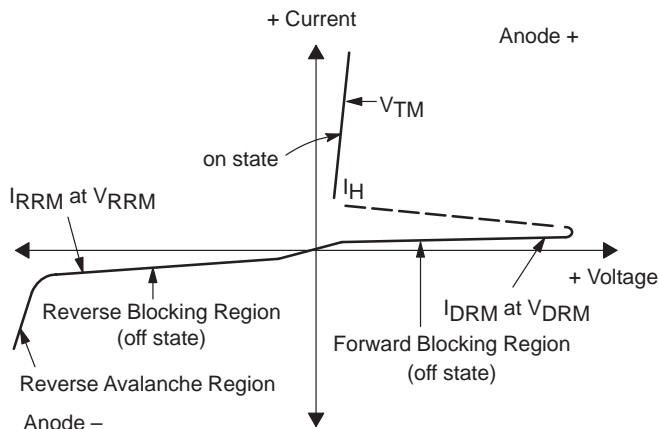 + Current
Anode +
VTM
on state
IH
IRRM at VRRM
+ Voltage
IDRM at VDRM
Reverse Blocking Region
(off state)
Forward Blocking Region
(off state)
Reverse Avalanche Region
Anode –